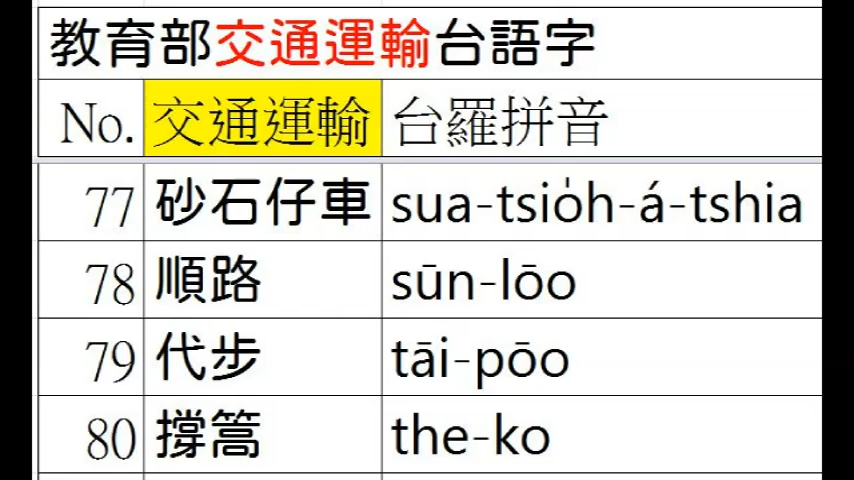 教育部交通運輸台語字
No. 交通運輸 台羅拼音
77 砂石仔車 sua-tsio̍h-á-tshia
78 順路 sūn-lōo
79 代步 tāi-pōo
80 撐篙 the-ko